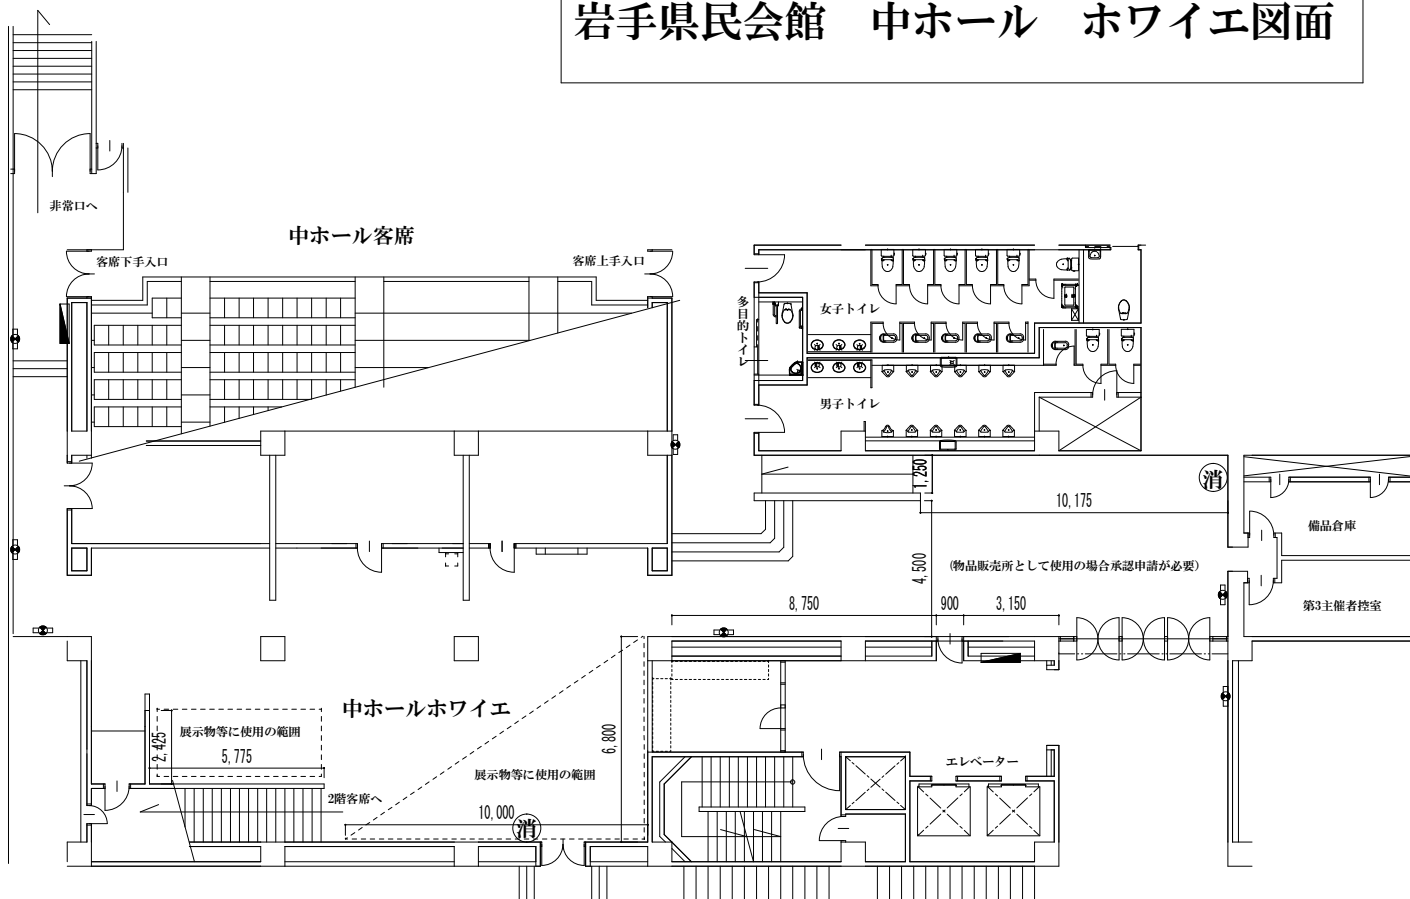 岩手県民会館　中ホール　ホワイエ図面
非常口へ
中ホール客席
客席下手入口
客席上手入口
多目的トイレ
女子トイレ
男子トイレ
1,250
消
10,175
備品倉庫
4,500
(物品販売所として使用の場合承認申請が必要)
8,750
900
3,150
第3主催者控室
中ホールホワイエ
展示物等に使用の範囲
2,425
5,775
6,800
展示物等に使用の範囲
エレベーター
2階客席へ
10,000
消